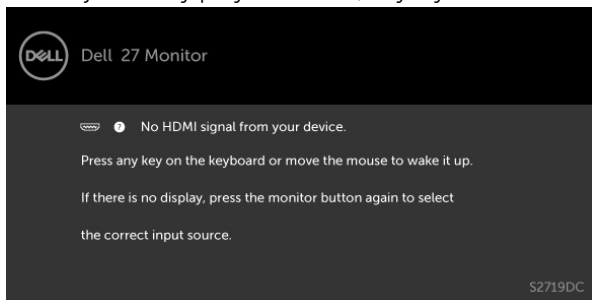 DELL
Dell 27 Monitor
? No HDMI signal from your device.
Press any key on the keyboard or move the mouse to wake it up.
If there is no display, press the monitor button again to select
the correct input source.
S2719DC